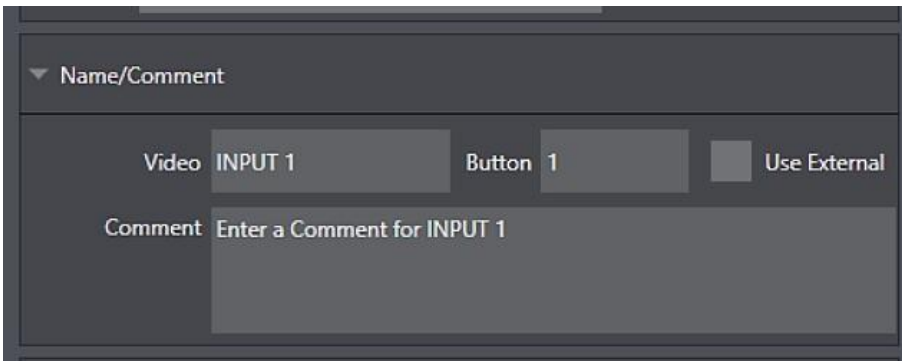 Name/Comment
Video INPUT 1 Button 1 Use External
Comment Enter a Comment for INPUT 1